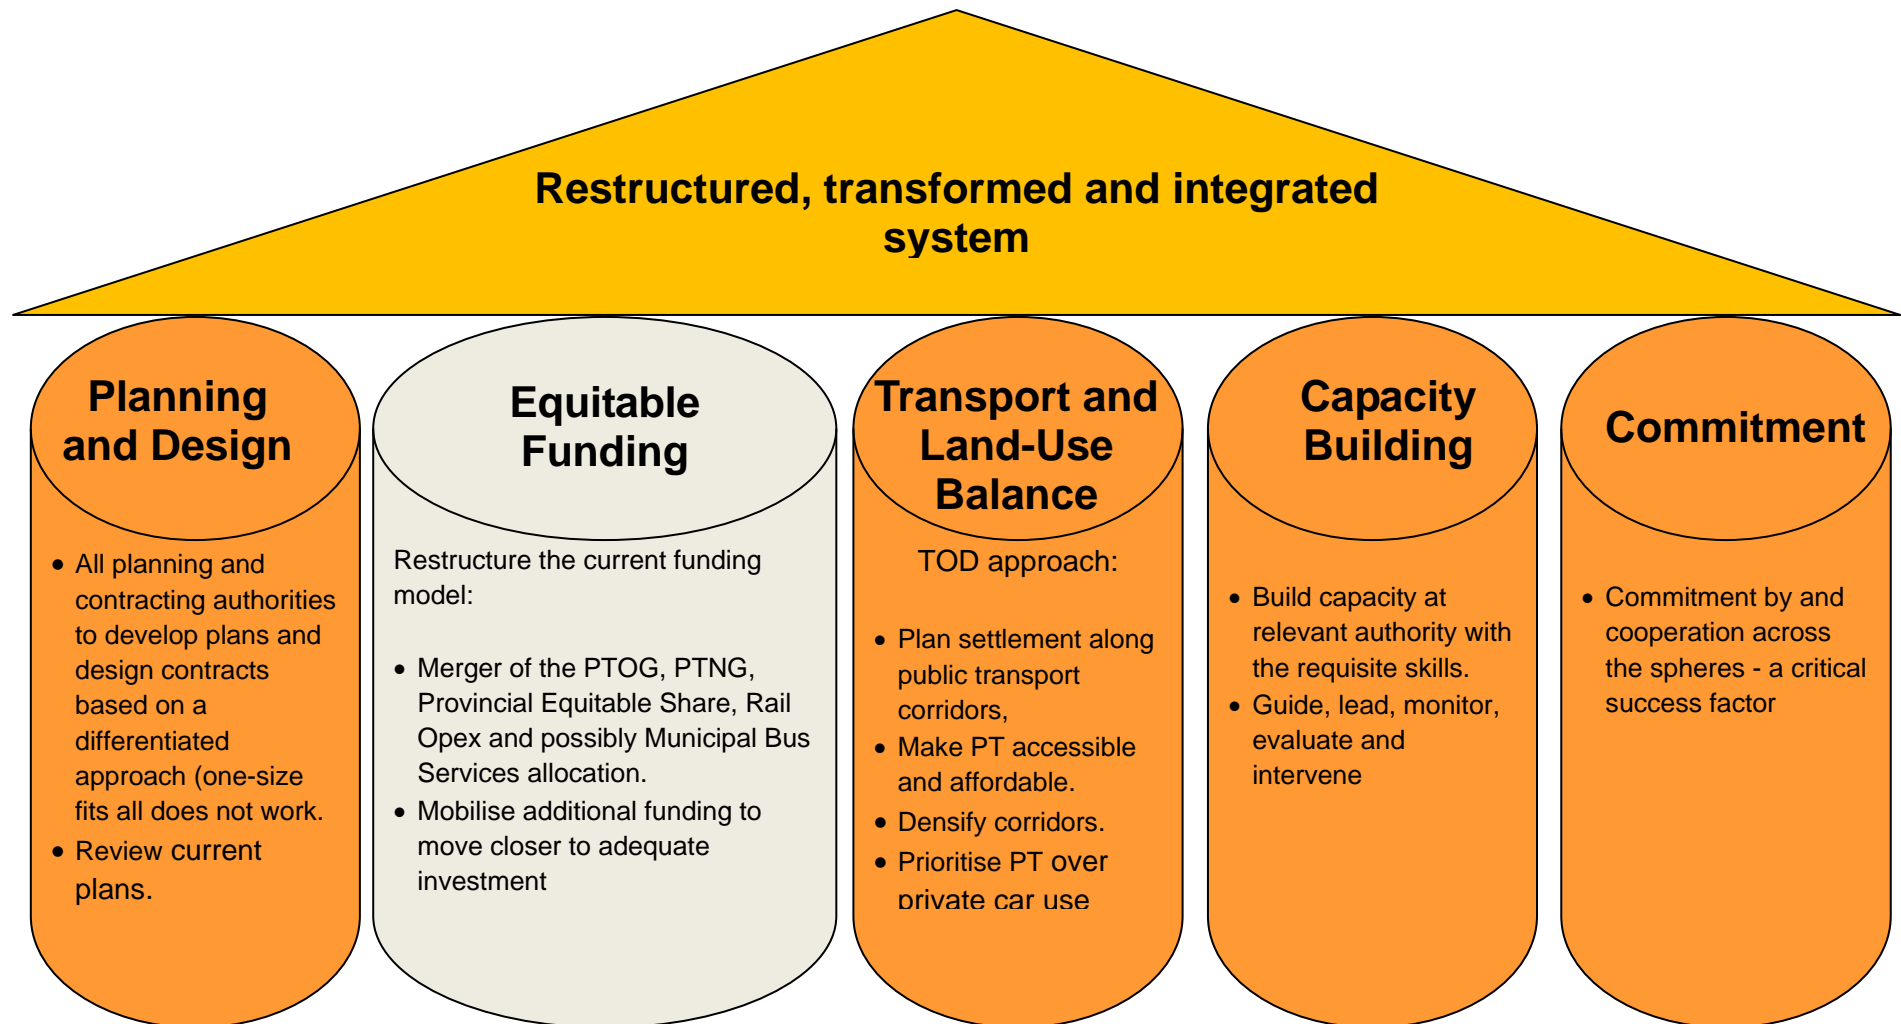 Restructured, transformed and integrated
system
Planning
and Design
• All planning and
contracting authorities
to develop plans and
design contracts
based on a
differentiated
approach (one-size
fits all does not work.
• Review current
plans.
Equitable
Funding
Restructure the current funding
model:
• Merger of the PTOG, PTNG,
Provincial Equitable Share, Rail
Opex and possibly Municipal Bus
Services allocation.
• Mobilise additional funding to
move closer to adequate
investment
Transport and
Land-Use
Balance
TOD approach:
• Plan settlement along
public transport
corridors,
• Make PT accessible
and affordable.
• Densify corridors.
• Prioritise PT over
private car use
Capacity
Building
• Build capacity at
relevant authority with
the requisite skills.
• Guide, lead, monitor,
evaluate and
intervene
Commitment
• Commitment by and
cooperation across
the spheres - a critical
success factor